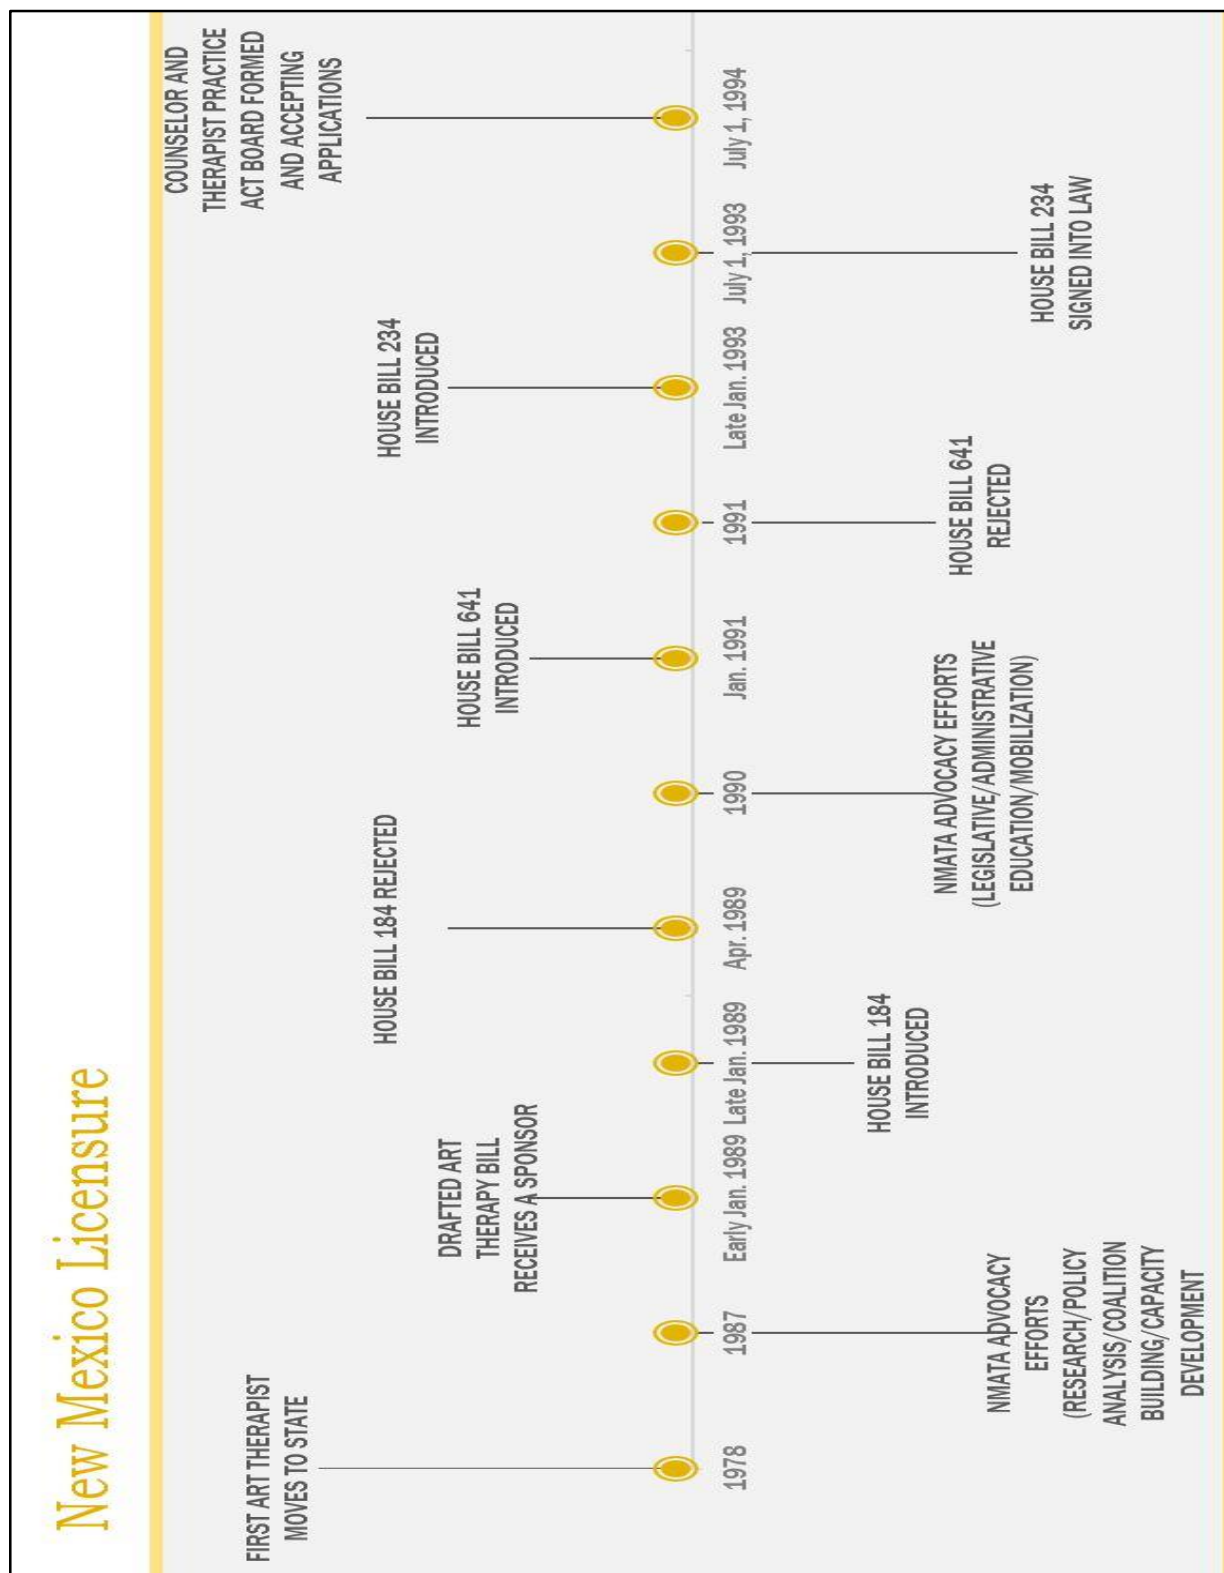 New Mexico Licensure
FIRST ART THERAPIST
MOVES TO STATE
1978
1987
NMATA ADVOCACY
EFFORTS
(RESEARCH/POLICY
ANALYSIS/COALITION
BUILDING/CAPACITY
DEVELOPMENT
DRAFTED ART
THERAPY BILL
RECEIVES A SPONSOR
Early Jan. 1989
Late Jan. 1989
HOUSE BILL 184
INTRODUCED
HOUSE BILL 184 REJECTED
Apr. 1989
1990
NMATA ADVOCACY EFFORTS
(LEGISLATIVE/ADMINISTRATIVE
EDUCATION/MOBILIZATION)
HOUSE BILL 641
INTRODUCED
Jan. 1991
1991
HOUSE BILL 641
REJECTED
HOUSE BILL 234
INTRODUCED
Late Jan. 1993
July 1, 1993
HOUSE BILL 234
SIGNED INTO LAW
COUNSELOR AND
THERAPIST PRACTICE
ACT BOARD FORMED
AND ACCEPTING
APPLICATIONS
July 1, 1994